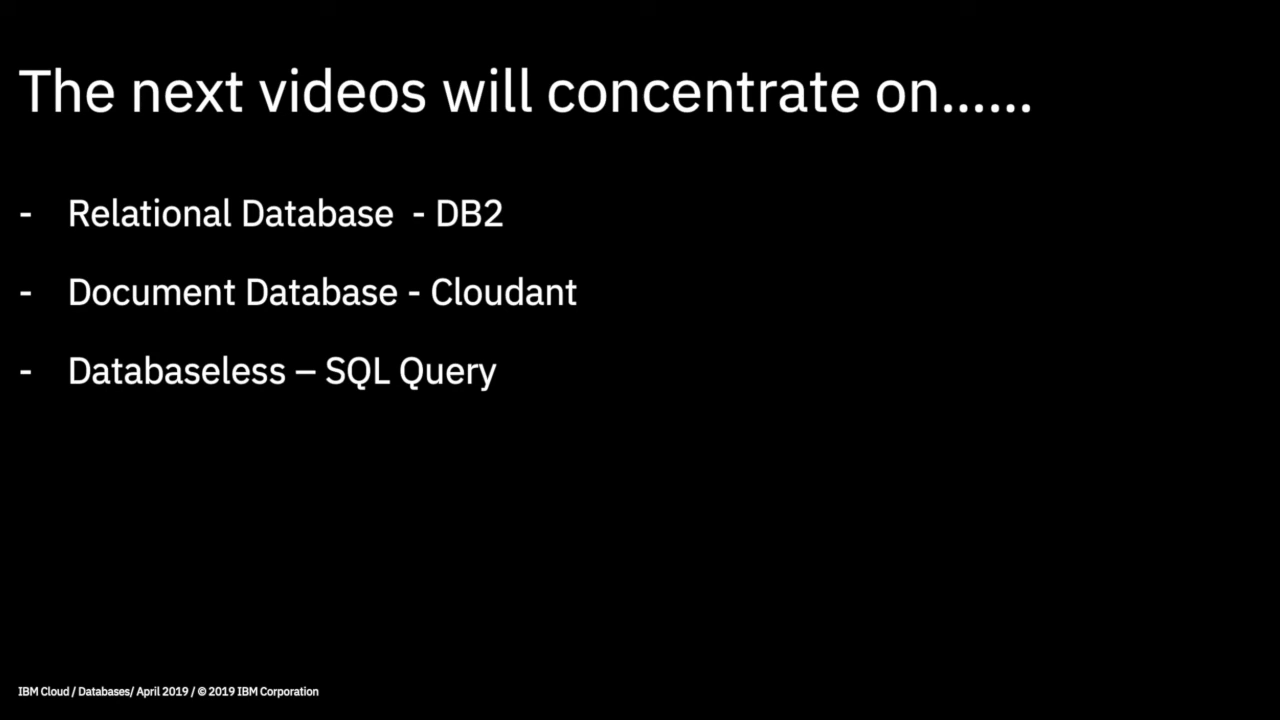 The next videos will concentrate on......
- Relational Database - DB2
- Document Database - Cloudant
- Databaseless – SQL Query
IBM Cloud / Databases/ April 2019 / © 2019 IBM Corporation